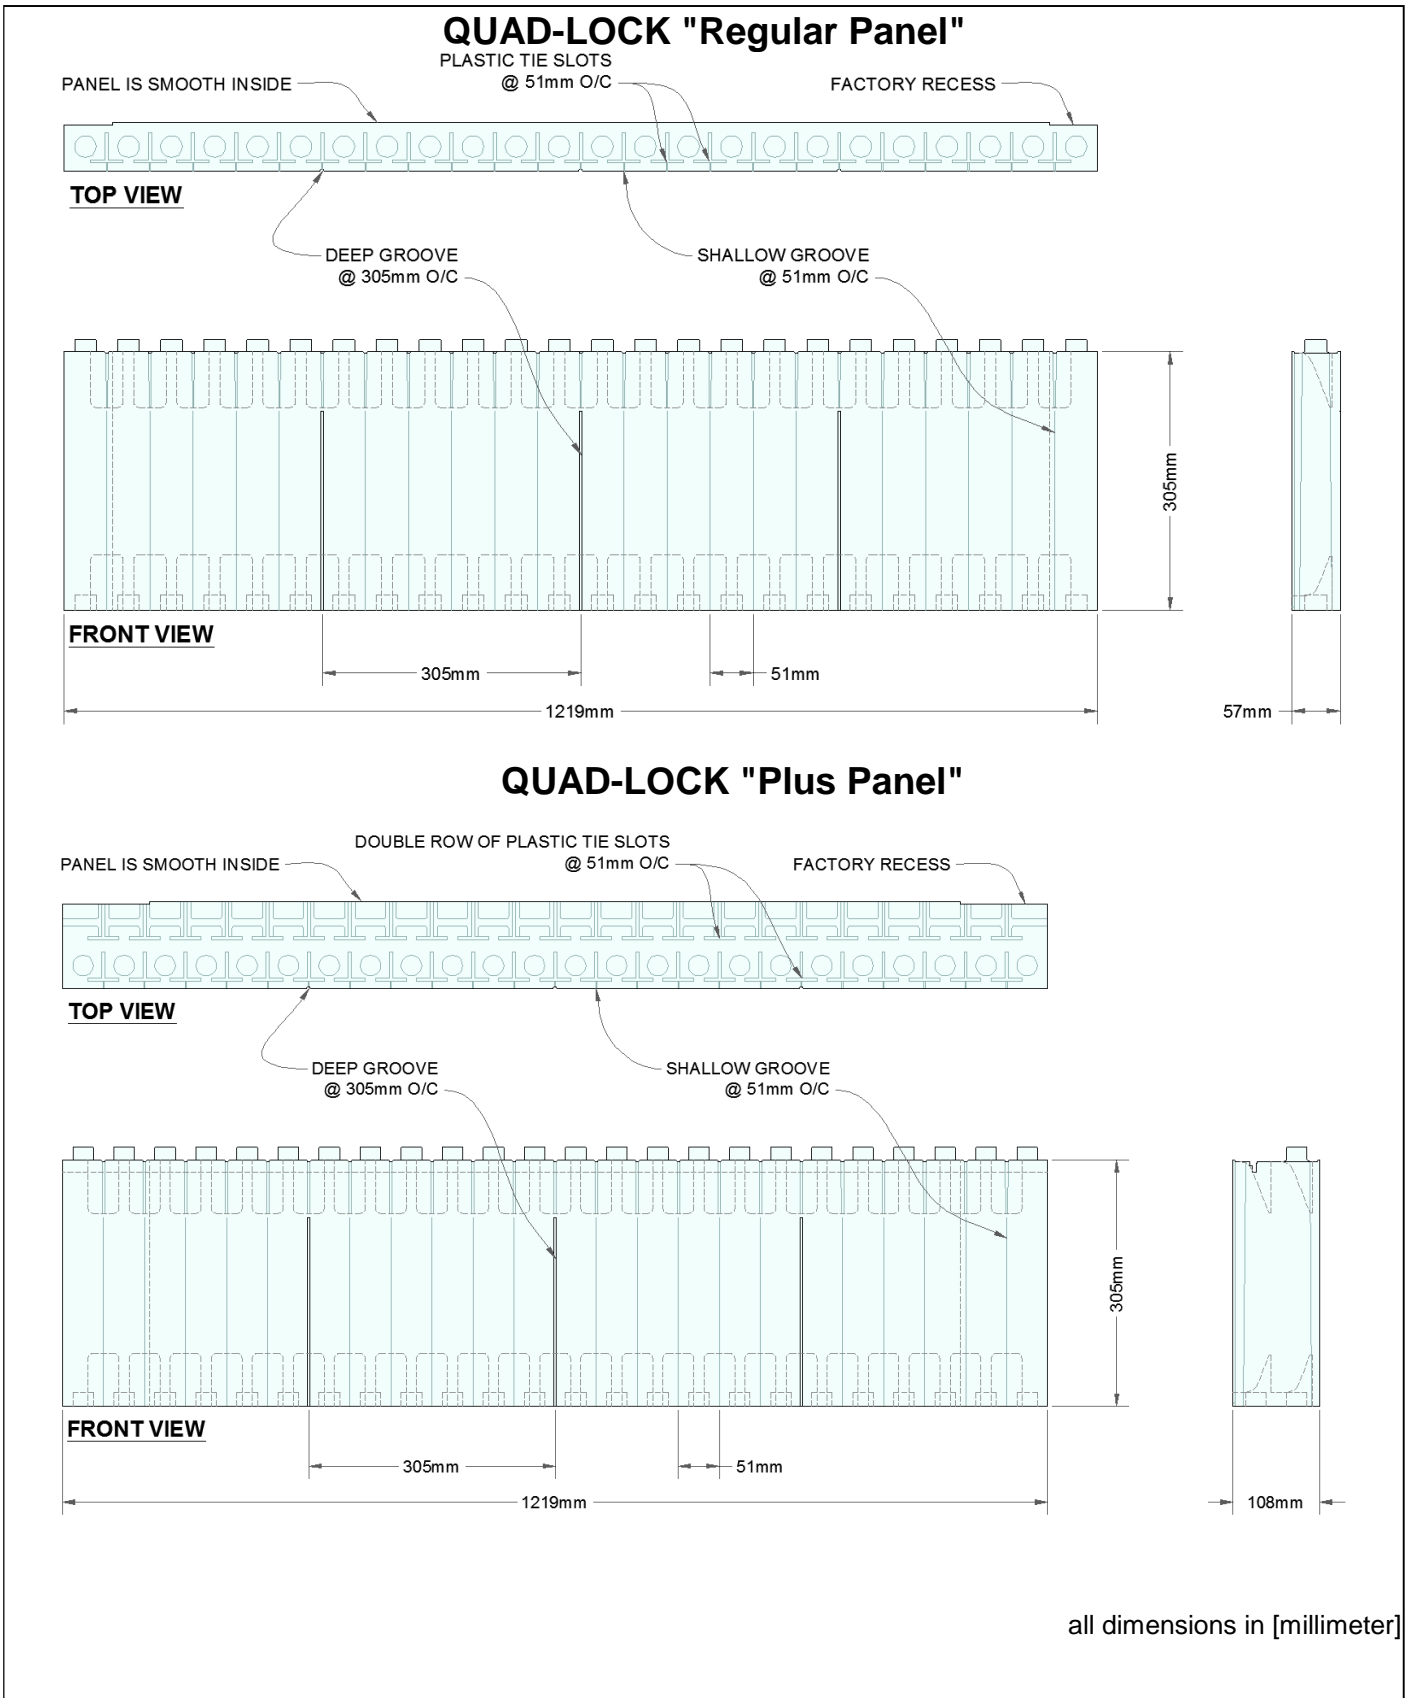 QUAD-LOCK "Regular Panel"
PLASTIC TIE SLOTS
@ 51mm O/C
PANEL IS SMOOTH INSIDE
FACTORY RECESS
TOP VIEW
DEEP GROOVE
@ 305mm O/C
SHALLOW GROOVE
@ 51mm O/C
305mm
FRONT VIEW
305mm
51mm
1219mm
57mm
QUAD-LOCK "Plus Panel"
DOUBLE ROW OF PLASTIC TIE SLOTS
@ 51mm O/C
PANEL IS SMOOTH INSIDE
FACTORY RECESS
TOP VIEW
DEEP GROOVE
@ 305mm O/C
SHALLOW GROOVE
@ 51mm O/C
305mm
FRONT VIEW
305mm
51mm
1219mm
108mm
all dimensions in [millimeter]